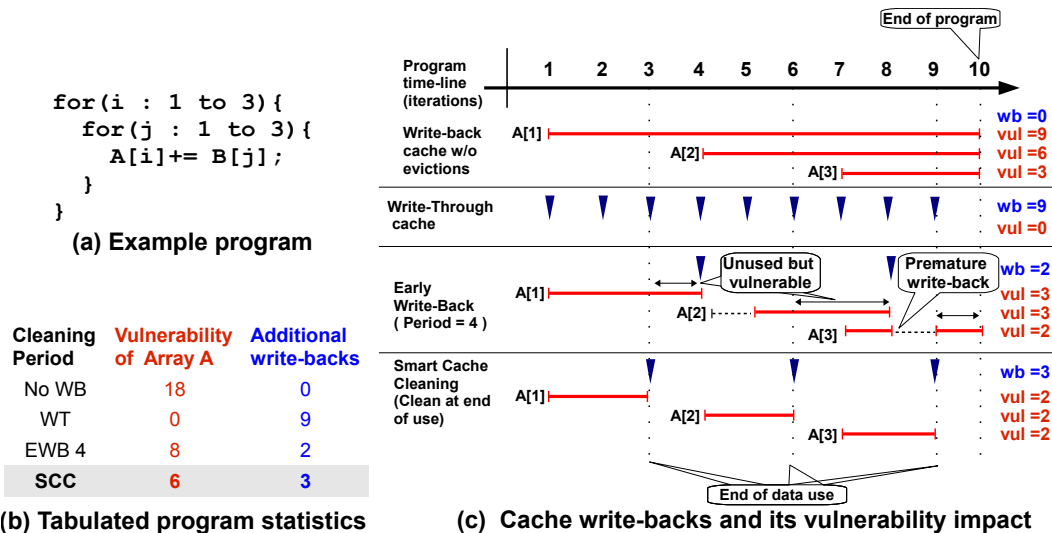 for(i : 1 to 3){
for(j : 1 to 3){
A[i]+= B[j];
}
}
(a) Example program
Cleaning Period Vulnerability of Array A Additional write-backs
No WB 18 0
WT 0 9
EWB 4 8 2
SCC 6 3
(b) Tabulated program statistics
End of program
Program time-line (iterations)
1 2 3 4 5 6 7 8 9 10
Write-back cache w/o evictions
wb =0
A[1] vul =9
A[2] vul =6
A[3] vul =3
Write-Through cache
wb =9
vul =0
Early Write-Back ( Period = 4 )
Unused but vulnerable
Premature write-back
wb =2
A[1] vul =3
A[2] vul =3
A[3] vul =2
Smart Cache Cleaning (Clean at end of use)
wb =3
A[1] vul =2
A[2] vul =2
A[3] vul =2
End of data use
(c) Cache write-backs and its vulnerability impact